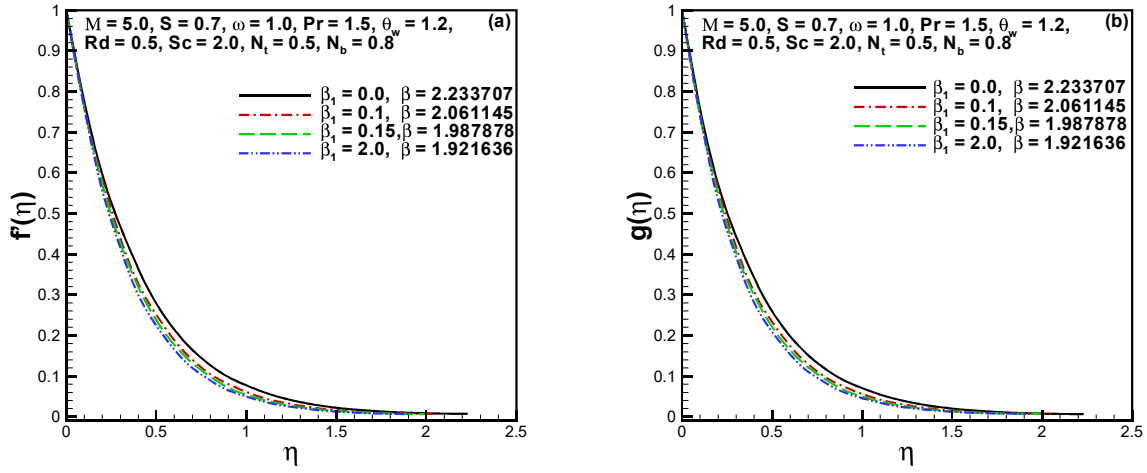 M = 5.0, S = 0.7, ω = 1.0, Pr = 1.5, θw = 1.2, (a)
Rd = 0.5, Sc = 2.0, Nt = 0.5, Nb = 0.8
β1 = 0.0, β = 2.233707
β1 = 0.1, β = 2.061145
β1 = 0.15, β = 1.987878
β1 = 2.0, β = 1.921636
1
0.9
0.8
0.7
0.6
0.5
0.4
0.3
0.2
0.1
0
f'(η)
0 0.5 1 1.5 2 2.5
η
M = 5.0, S = 0.7, ω = 1.0, Pr = 1.5, θw = 1.2, (b)
Rd = 0.5, Sc = 2.0, Nt = 0.5, Nb = 0.8
β1 = 0.0, β = 2.233707
β1 = 0.1, β = 2.061145
β1 = 0.15, β = 1.987878
β1 = 2.0, β = 1.921636
1
0.9
0.8
0.7
0.6
0.5
0.4
0.3
0.2
0.1
0
g(η)
0 0.5 1 1.5 2 2.5
η